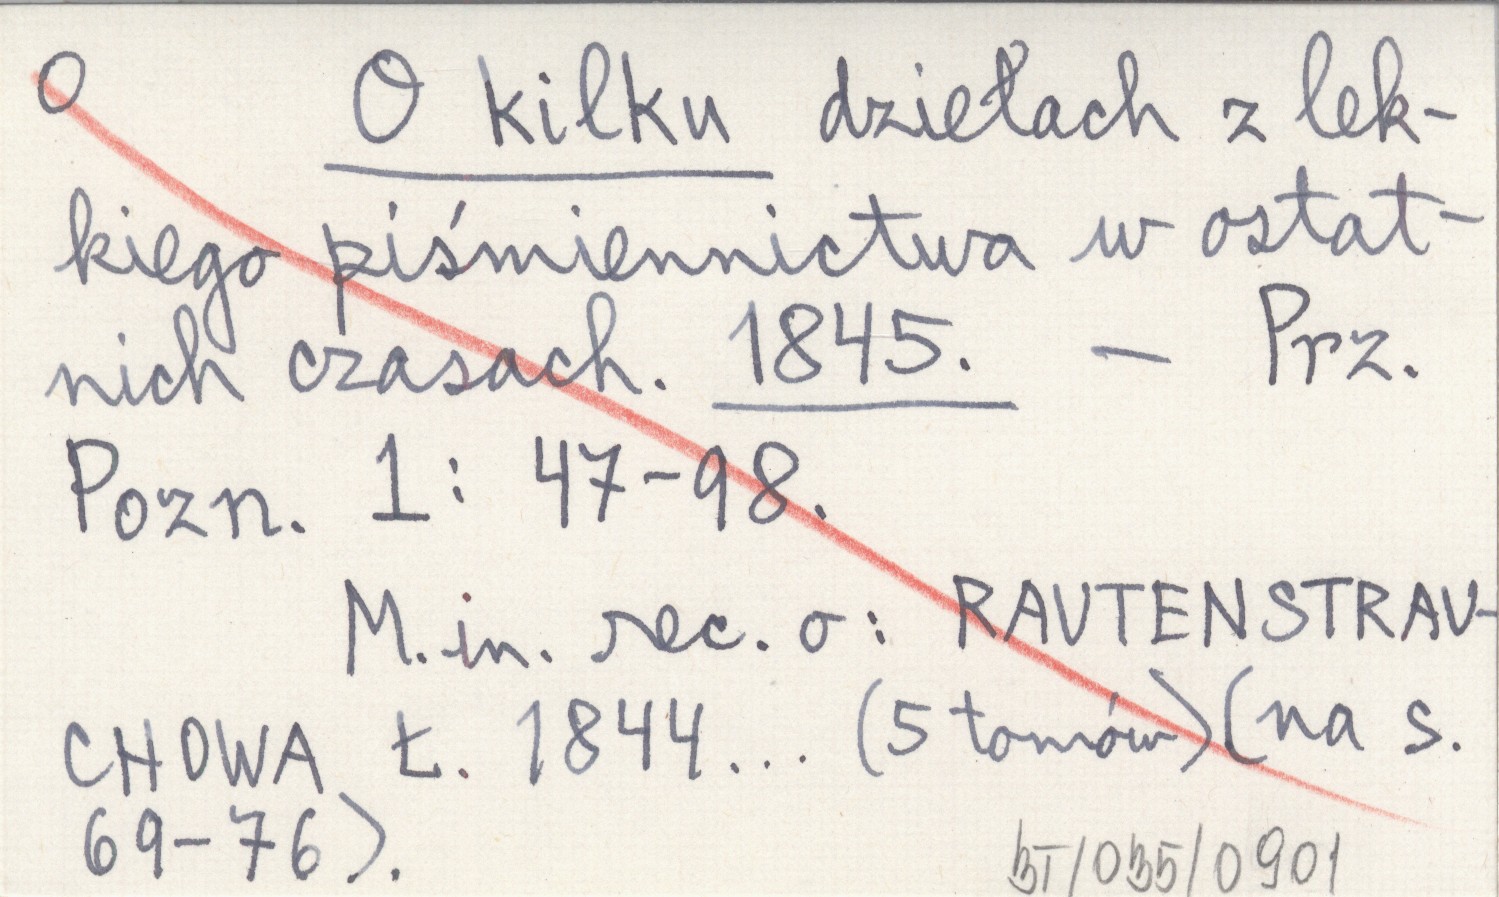 O O kilku dziełach z lek-
kiego piśmiennictwa w ostat-
nich czasach. 1845. — Prz.
Pozn. 1: 47-98.
M.in. rec. o: RAUTENSTRAU-
CHOWA Ł. 1844... (5 tomów) (na s.
69-76).
BI/035/0901